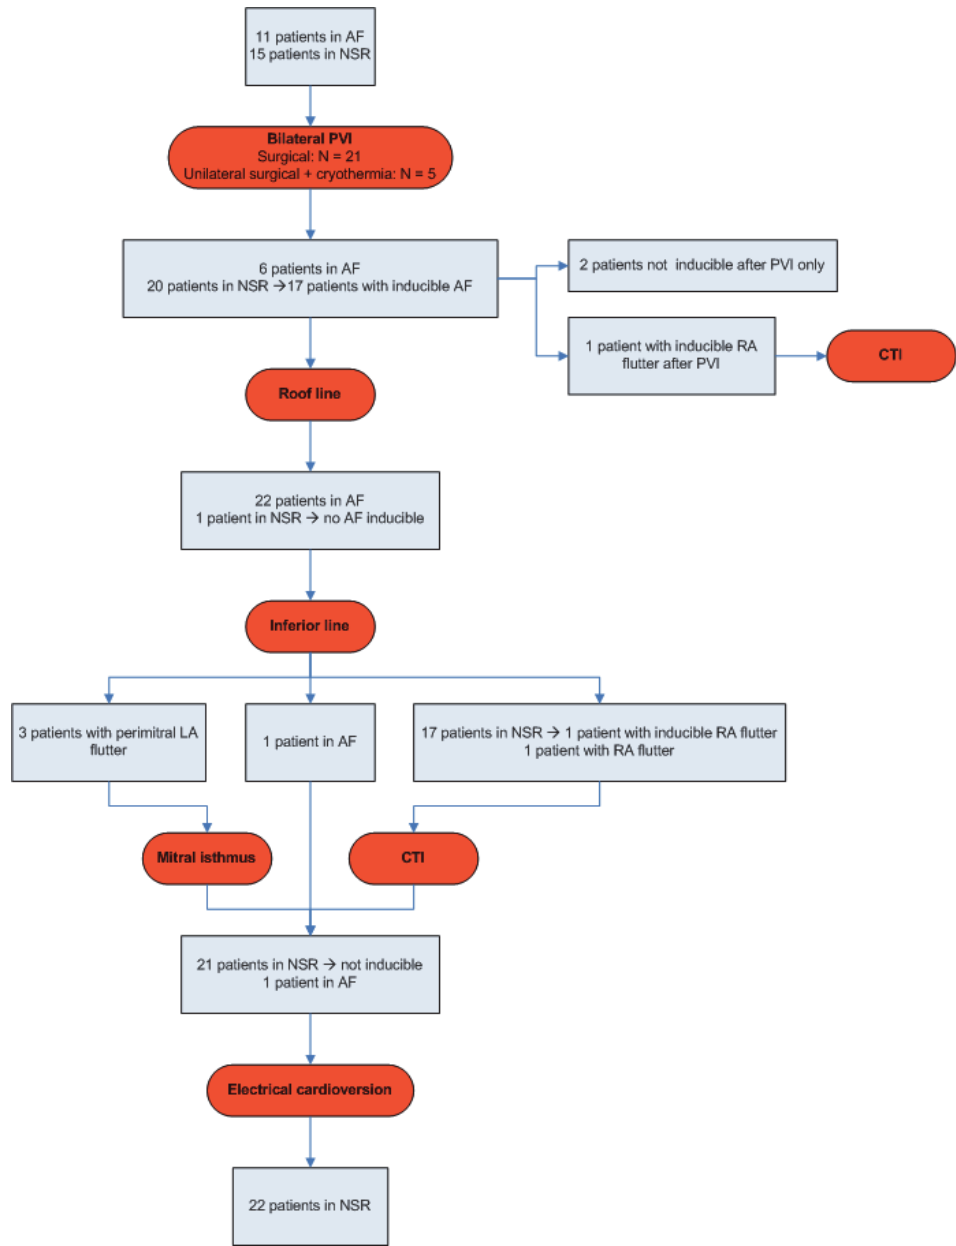 11 patients in AF
15 patients in NSR
Bilateral PVI
Surgical: N = 21
Unilateral surgical + cryothermia: N = 5
6 patients in AF
20 patients in NSR → 17 patients with inducible AF
2 patients not inducible after PVI only
1 patient with inducible RA
flutter after PVI
CTI
Roof line
22 patients in AF
1 patient in NSR → no AF inducible
Inferior line
3 patients with perimitral LA
flutter
1 patient in AF
17 patients in NSR → 1 patient with inducible RA flutter
1 patient with RA flutter
Mitral isthmus
CTI
21 patients in NSR → not inducible
1 patient in AF
Electrical cardioversion
22 patients in NSR